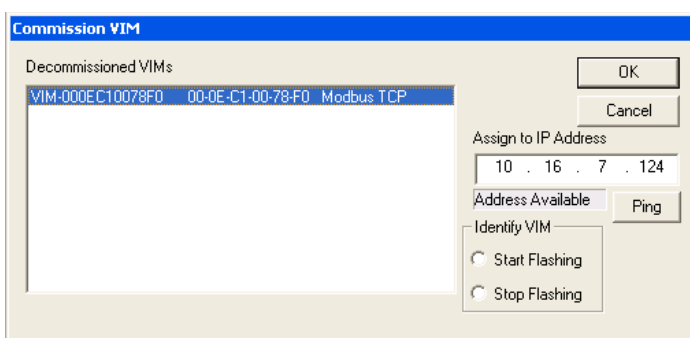 Commission VIM
Decommissioned VIMs
VIM-000EC10078F0 00-0E-C1-00-78-F0 Modbus TCP
OK
Cancel
Assign to IP Address
10 . 16 . 7 . 124
Address Available
Ping
Identify VIM
Start Flashing
Stop Flashing